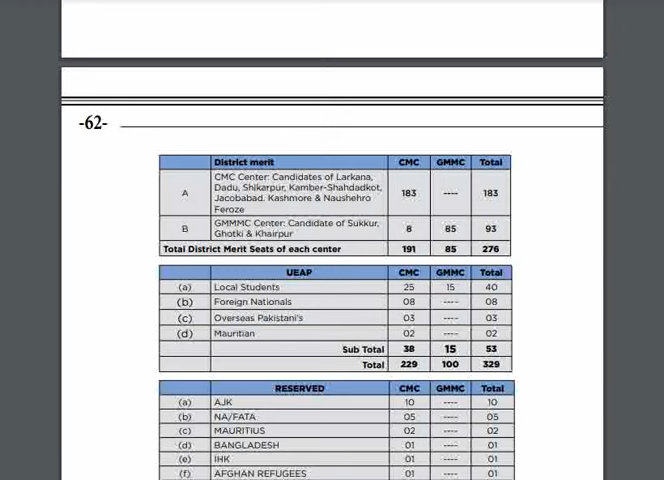 -62-
District merit CMC GMMC Total
A CMC Center: Candidates of Larkana, Dadu, Shikarpur, Kamber-Shahdadkot, Jacobabad, Kashmore & Naushehro Feroze 183 ---- 183
B GMMMC Center: Candidate of Sukkur, Ghotki & Khairpur 8 85 93
Total District Merit Seats of each center 191 85 276
UEAP CMC GMMC Total
(a) Local Students 25 15 40
(b) Foreign Nationals 08 ---- 08
(c) Overseas Pakistani's 03 ---- 03
(d) Mauritian 02 ---- 02
Sub Total 38 15 53
Total 229 100 329
RESERVED CMC GMMC Total
(a) AJK 10 ---- 10
(b) NA/FATA 05 ---- 05
(c) MAURITIUS 02 ---- 02
(d) BANGLADESH 01 ---- 01
(e) IHK 01 ---- 01
(f) AFGHAN REFUGEES 01 ---- 01